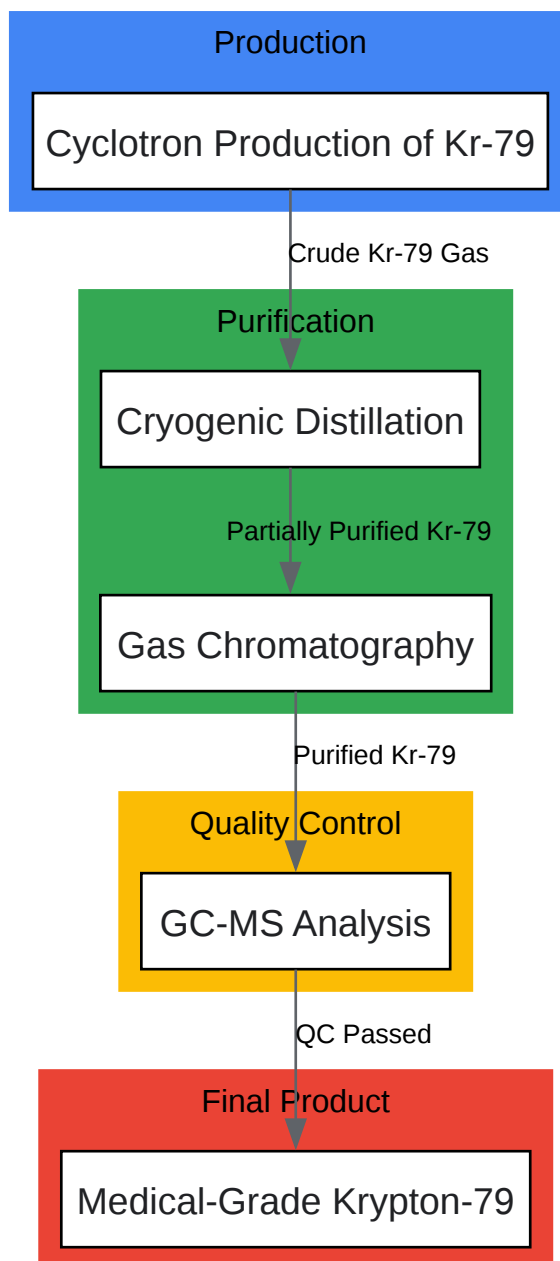 Production
Cyclotron Production of Kr-79
Crude Kr-79 Gas
Purification
Cryogenic Distillation
Partially Purified Kr-79
Gas Chromatography
Purified Kr-79
Quality Control
GC-MS Analysis
QC Passed
Final Product
Medical-Grade Krypton-79